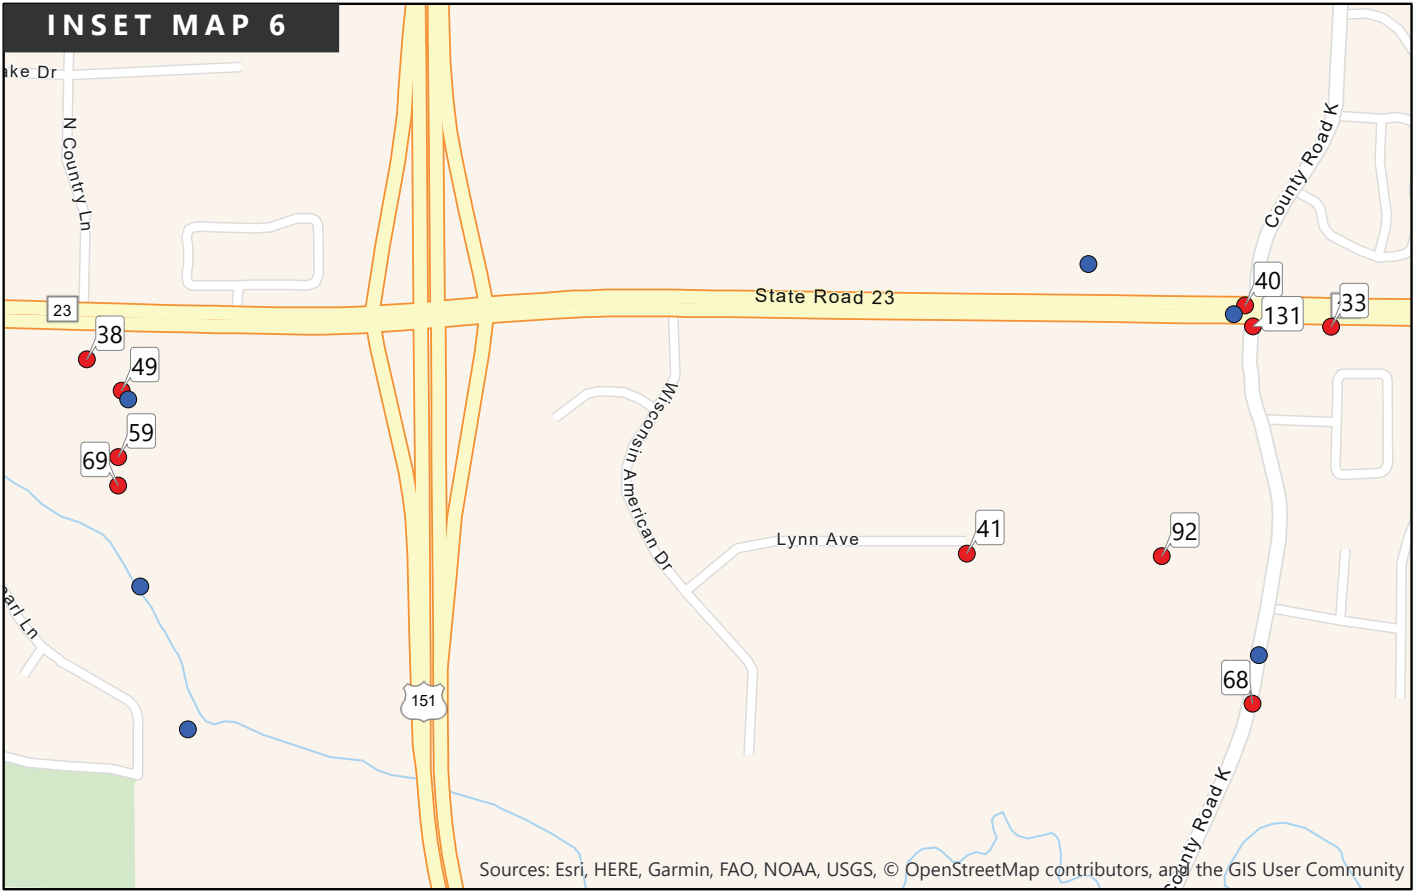 INSET MAP 6
ake Dr
N Country Ln
County Road K
State Road 23
23
40
33
131
38
49
59
69
Wisconsin American Dr
Lynn Ave
41
92
earl Ln
151
68
County Road K
Sources: Esri, HERE, Garmin, FAO, NOAA, USGS, © OpenStreetMap contributors, and the GIS User Community